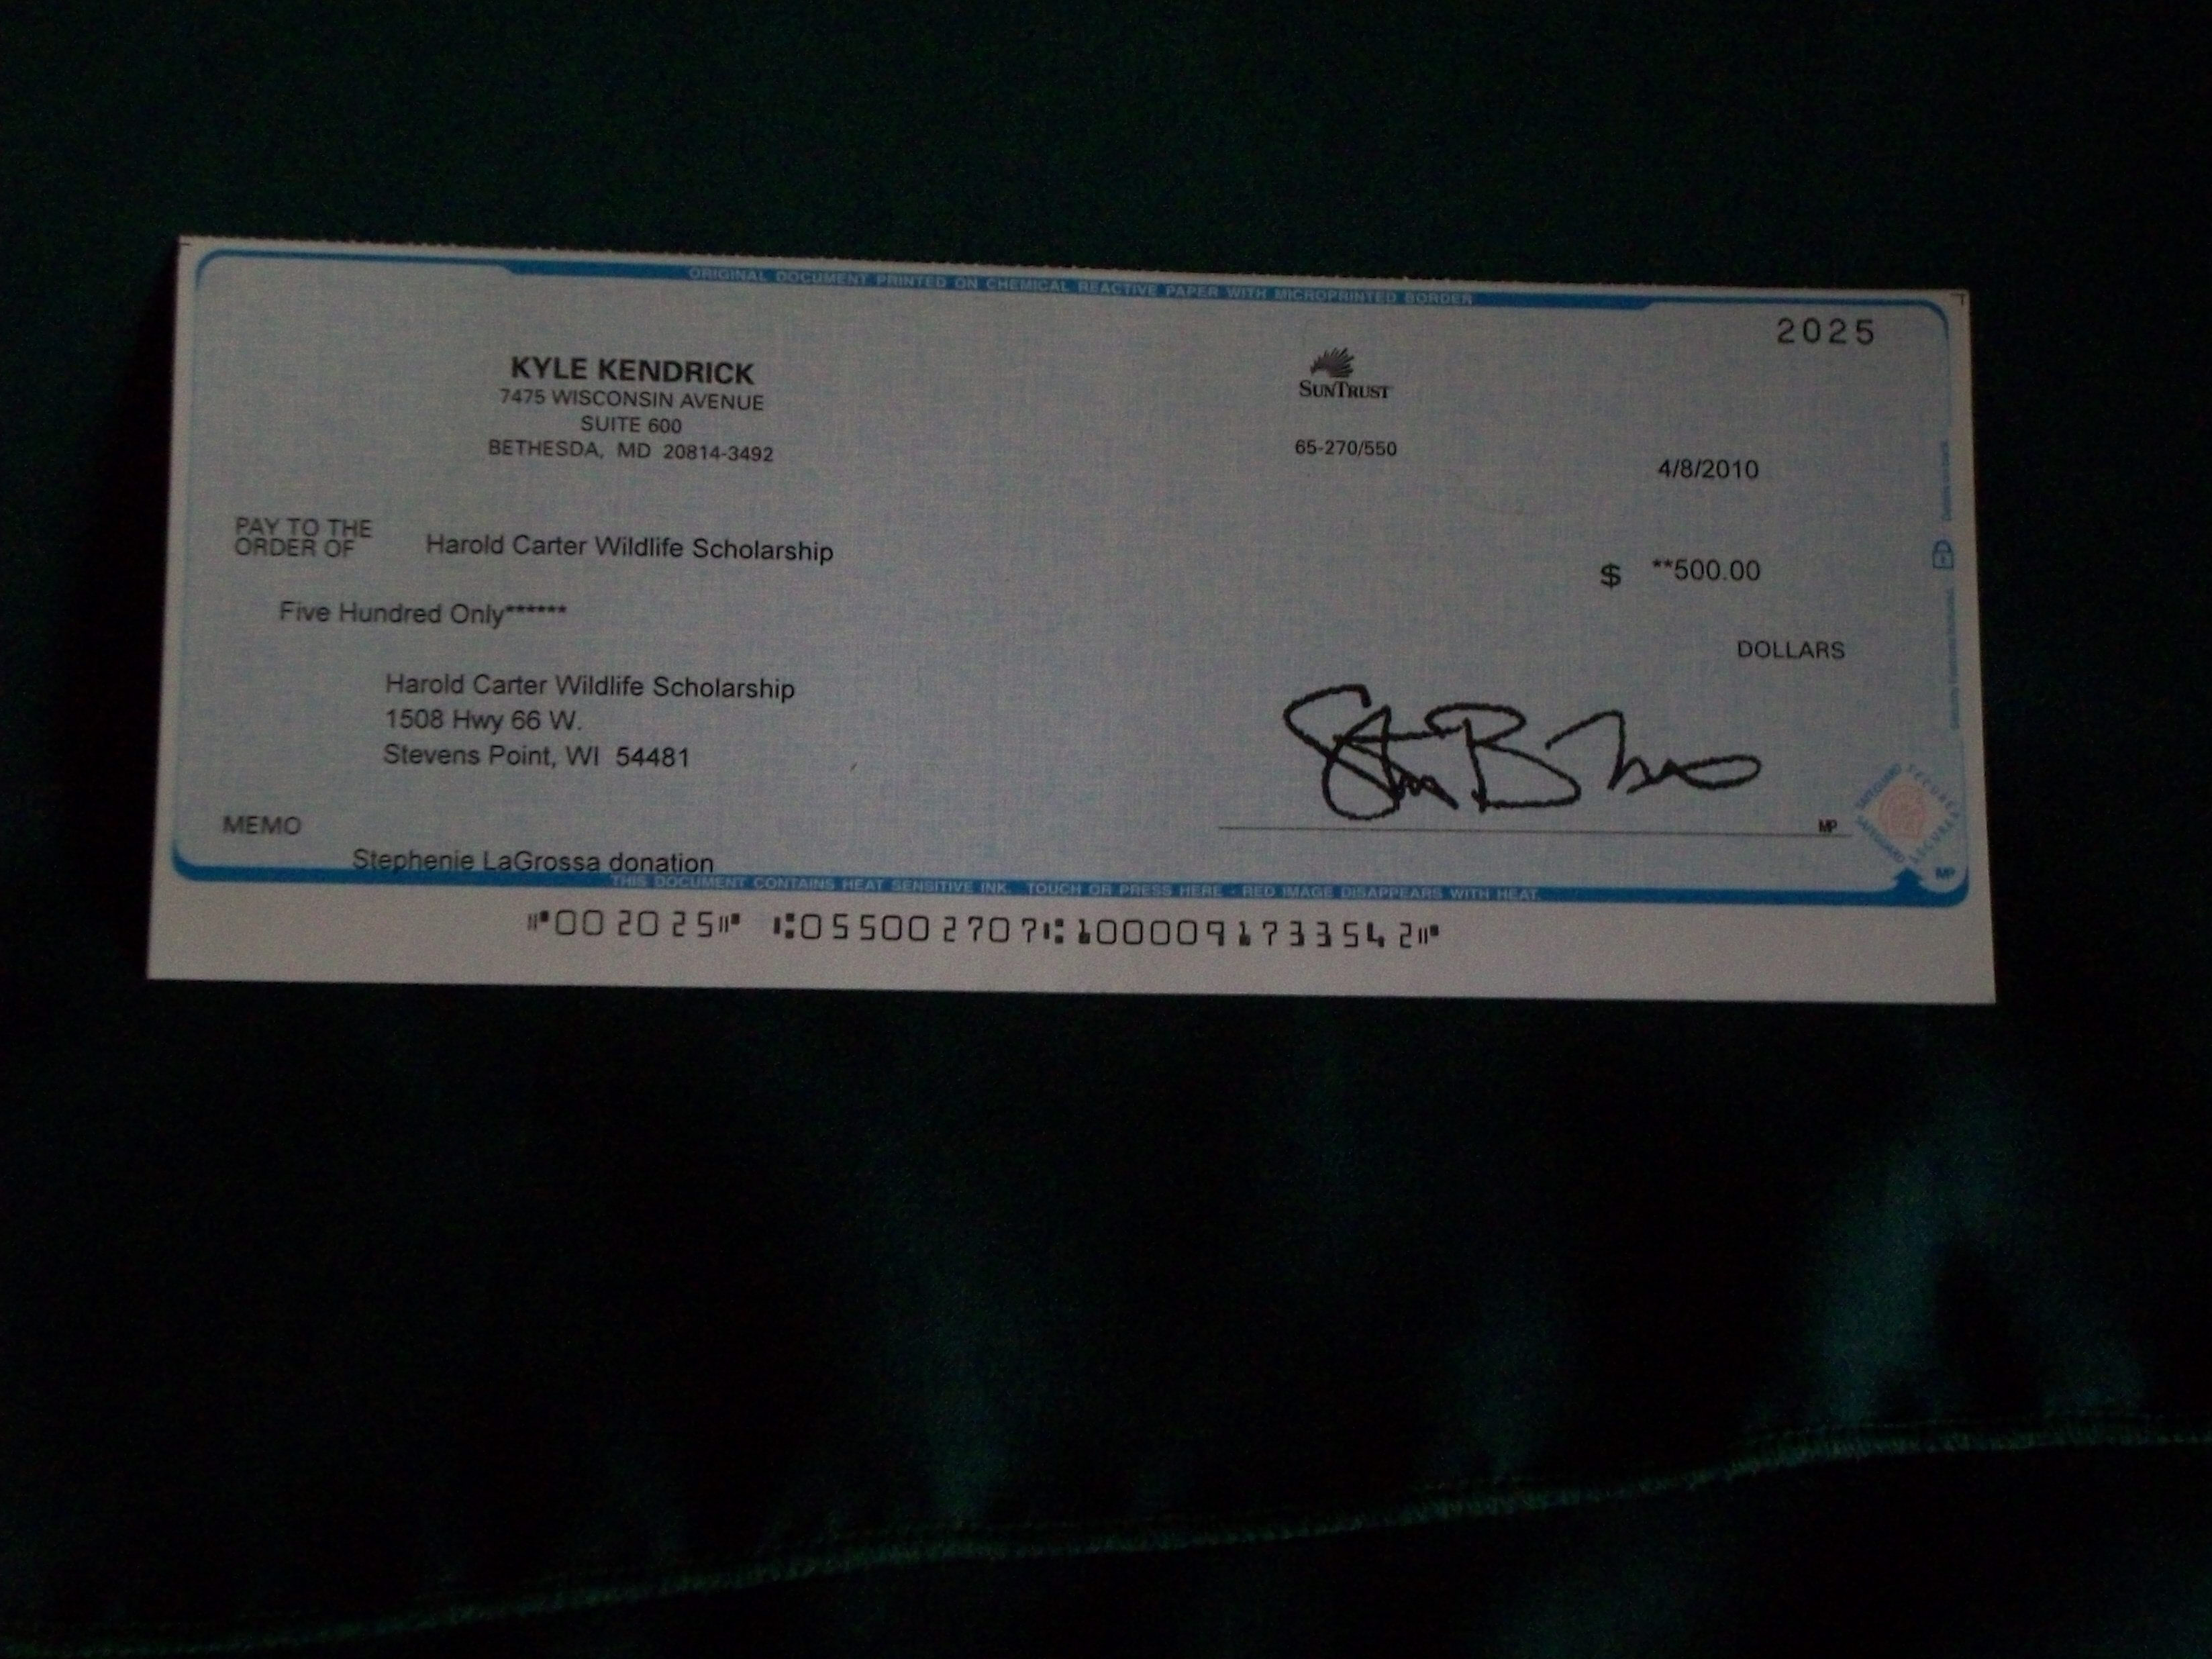 ORIGINAL DOCUMENT PRINTED ON CHEMICAL REACTIVE PAPER WITH MICROPRINTED BORDER
2025
KYLE KENDRICK
7475 WISCONSIN AVENUE
SUITE 600
BETHESDA, MD 20814-3492
SUNTRUST
65-270/550
4/8/2010
PAY TO THE
ORDER OF Harold Carter Wildlife Scholarship
$ **500.00
Five Hundred Only******
DOLLARS
Harold Carter Wildlife Scholarship
1508 Hwy 66 W.
Stevens Point, WI 54481
MP
MEMO
Stephenie LaGrossa donation
THIS DOCUMENT CONTAINS HEAT SENSITIVE INK. TOUCH OR PRESS HERE - RED IMAGE DISAPPEARS WITH HEAT.
MP
⑈002025⑈ ⑆055002707⑆1000091733542⑈